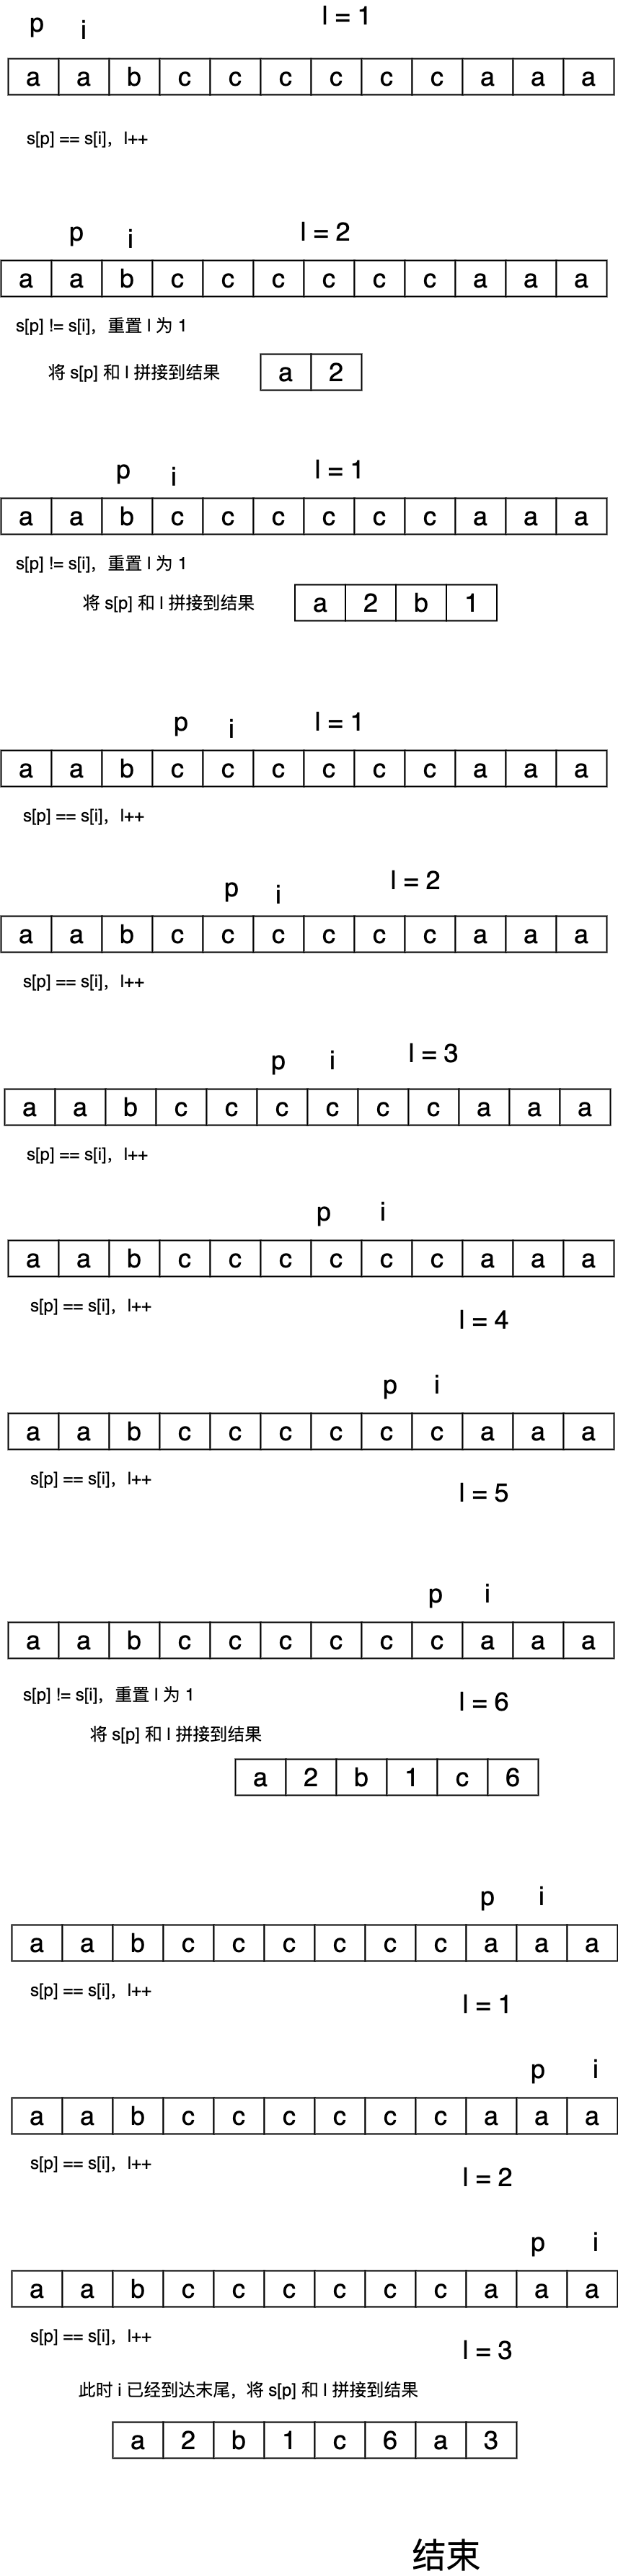 p i l = 1
a a b c c c c c c a a a
s[p] == s[i]，l++
p i l = 2
a a b c c c c c c a a a
s[p] != s[i]，重置 l 为 1
将 s[p] 和 l 拼接到结果 a 2
p i l = 1
a a b c c c c c c a a a
s[p] != s[i]，重置 l 为 1
将 s[p] 和 l 拼接到结果 a 2 b 1
p i l = 1
a a b c c c c c c a a a
s[p] == s[i]，l++
p i l = 2
a a b c c c c c c a a a
s[p] == s[i]，l++
p i l = 3
a a b c c c c c c a a a
s[p] == s[i]，l++
p i
a a b c c c c c c a a a
s[p] == s[i]，l++
l = 4
p i
a a b c c c c c c a a a
s[p] == s[i]，l++
l = 5
p i
a a b c c c c c c a a a
s[p] != s[i]，重置 l 为 1
l = 6
将 s[p] 和 l 拼接到结果
a 2 b 1 c 6
p i
a a b c c c c c c a a a
s[p] == s[i]，l++
l = 1
p i
a a b c c c c c c a a a
s[p] == s[i]，l++
l = 2
p i
a a b c c c c c c a a a
s[p] == s[i]，l++
l = 3
此时 i 已经到达末尾，将 s[p] 和 l 拼接到结果
a 2 b 1 c 6 a 3
结束